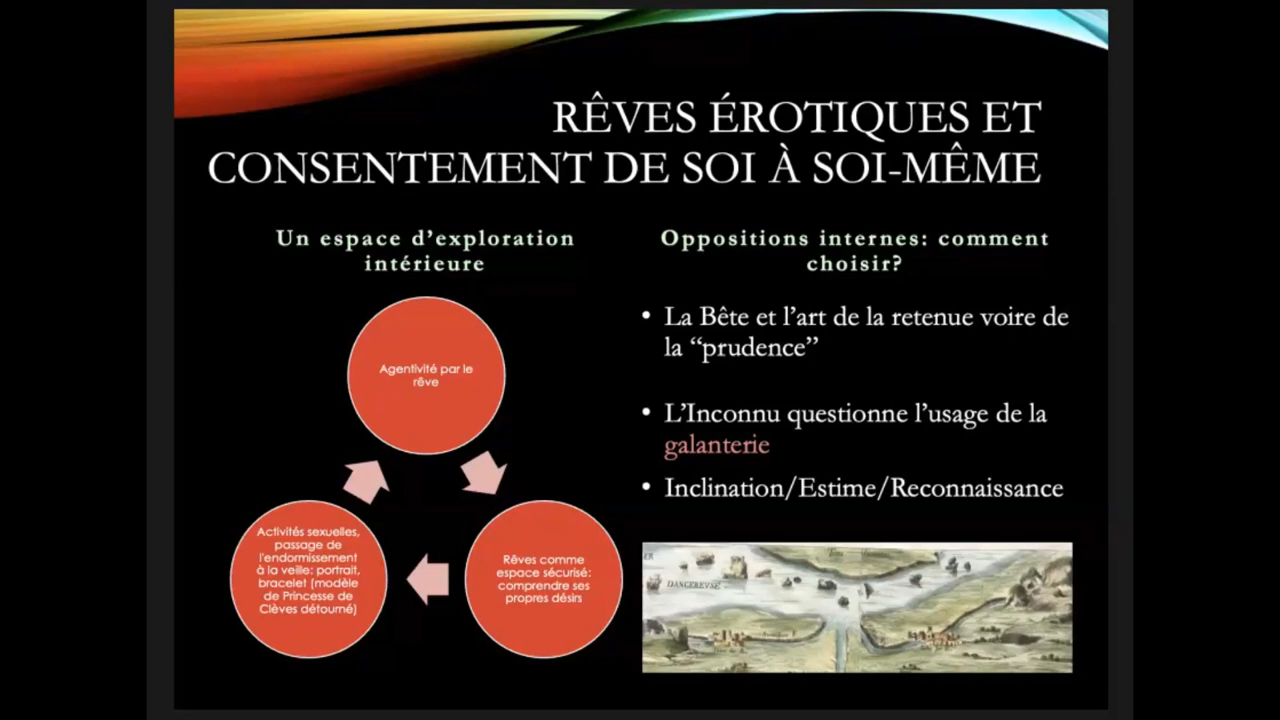 RÊVES ÉROTIQUES ET
CONSENTEMENT DE SOI À SOI-MÊME
Un espace d’exploration
intérieure
Agentivité par le
rêve
Rêves comme
espace sécurisé:
comprendre ses
propres désirs
Activités sexuelles,
passage de
l'endormissement
à la veille: portrait,
bracelet (modèle
de Princesse de
Clèves détourné)
Oppositions internes: comment
choisir?
• La Bête et l’art de la retenue voire de
la “prudence”
• L’Inconnu questionne l’usage de la
galanterie
• Inclination/Estime/Reconnaissance
DANGEREVSE